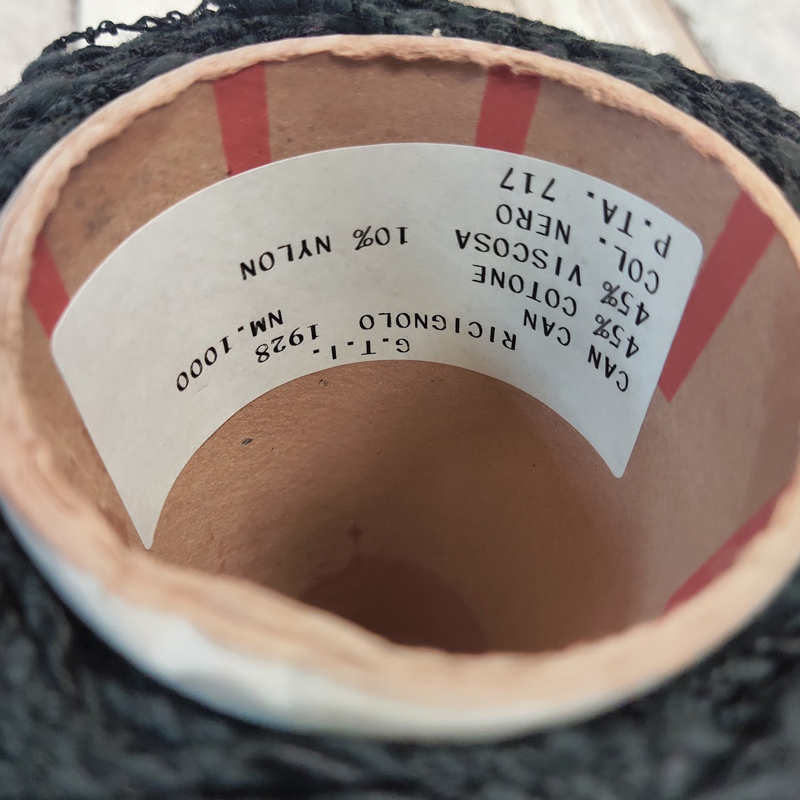 G.T.I. 1928
CAN CAN RICIGNOLO NM.1000
45% COTONE
45% VISCOSA 10% NYLON
COL. NERO
P.TA. 717